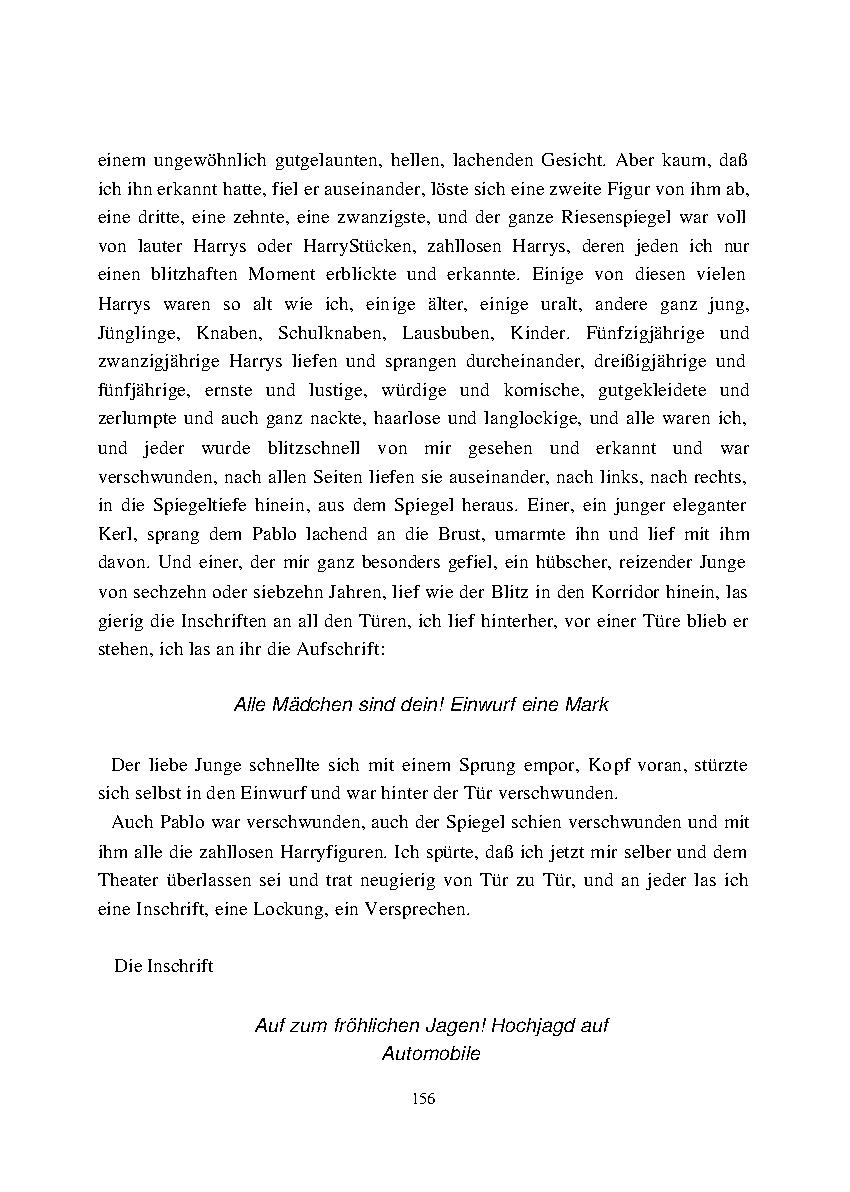 einem ungewöhnlich gutgelaunten, hellen, lachenden Gesicht. Aber kaum, daß
ich ihn erkannt hatte, fiel er auseinander, löste sich eine zweite Figur von ihm ab,
eine dritte, eine zehnte, eine zwanzigste, und der ganze Riesenspiegel war voll
von lauter Harrys oder HarryStücken, zahllosen Harrys, deren jeden ich nur
einen blitzhaften Moment erblickte und erkannte. Einige von diesen vielen
Harrys waren so alt wie ich, einige älter, einige uralt, andere ganz jung,
Jünglinge, Knaben, Schulknaben, Lausbuben, Kinder. Fünfzigjährige und
zwanzigjährige Harrys liefen und sprangen durcheinander, dreißigjährige und
fünfjährige, ernste und lustige, würdige und komische, gutgekleidete und
zerlumpte und auch ganz nackte, haarlose und langlockige, und alle waren ich,
und jeder wurde blitzschnell von mir gesehen und erkannt und war
verschwunden, nach allen Seiten liefen sie auseinander, nach links, nach rechts,
in die Spiegeltiefe hinein, aus dem Spiegel heraus. Einer, ein junger eleganter
Kerl, sprang dem Pablo lachend an die Brust, umarmte ihn und lief mit ihm
davon. Und einer, der mir ganz besonders gefiel, ein hübscher, reizender Junge
von sechzehn oder siebzehn Jahren, lief wie der Blitz in den Korridor hinein, las
gierig die Inschriften an all den Türen, ich lief hinterher, vor einer Türe blieb er
stehen, ich las an ihr die Aufschrift:
Alle Mädchen sind dein! Einwurf eine Mark
Der liebe Junge schnellte sich mit einem Sprung empor, Kopf voran, stürzte
sich selbst in den Einwurf und war hinter der Tür verschwunden.
Auch Pablo war verschwunden, auch der Spiegel schien verschwunden und mit
ihm alle die zahllosen Harryfiguren. Ich spürte, daß ich jetzt mir selber und dem
Theater überlassen sei und trat neugierig von Tür zu Tür, und an jeder las ich
eine Inschrift, eine Lockung, ein Versprechen.
Die Inschrift
Auf zum fröhlichen Jagen! Hochjagd auf
Automobile
156